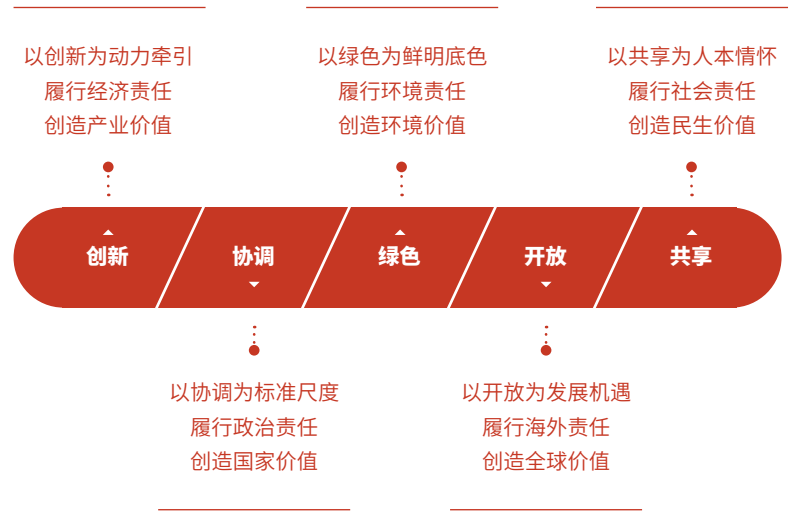 以创新为动力牵引
履行经济责任
创造产业价值
以绿色为鲜明底色
履行环境责任
创造环境价值
以共享为人本情怀
履行社会责任
创造民生价值
创新
协调
绿色
开放
共享
以协调为标准尺度
履行政治责任
创造国家价值
以开放为发展机遇
履行海外责任
创造全球价值